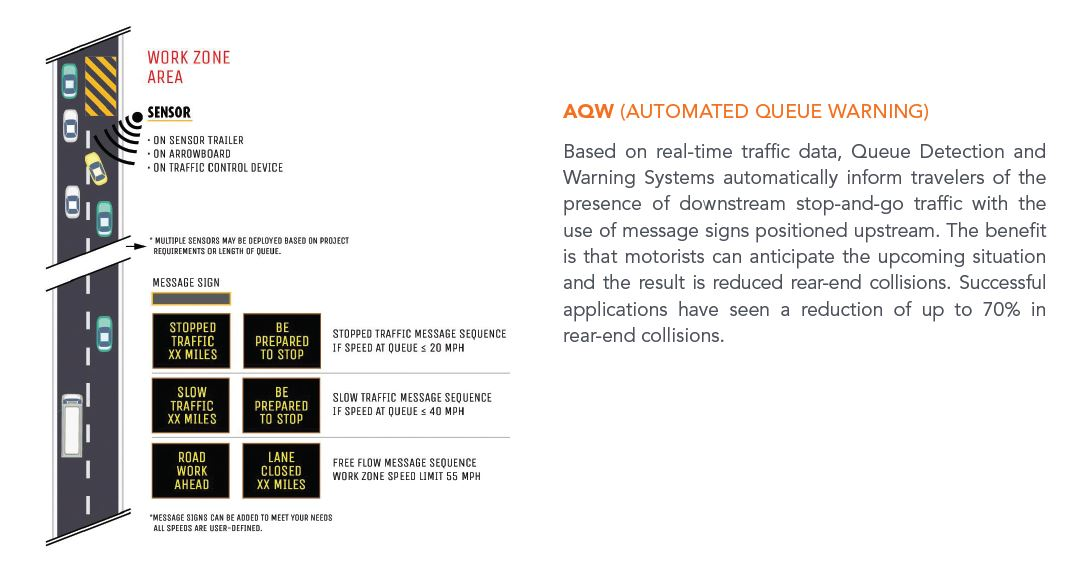 WORK ZONE
AREA
SENSOR
• ON SENSOR TRAILER
• ON ARROWBOARD
• ON TRAFFIC CONTROL DEVICE
* MULTIPLE SENSORS MAY BE DEPLOYED BASED ON PROJECT
REQUIREMENTS OR LENGTH OF QUEUE.
MESSAGE SIGN
STOPPED
TRAFFIC
XX MILES
BE
PREPARED
TO STOP
STOPPED TRAFFIC MESSAGE SEQUENCE
IF SPEED AT QUEUE ≤ 20 MPH
SLOW
TRAFFIC
XX MILES
BE
PREPARED
TO STOP
SLOW TRAFFIC MESSAGE SEQUENCE
IF SPEED AT QUEUE ≤ 40 MPH
ROAD
WORK
AHEAD
LANE
CLOSED
XX MILES
FREE FLOW MESSAGE SEQUENCE
WORK ZONE SPEED LIMIT 55 MPH
*MESSAGE SIGNS CAN BE ADDED TO MEET YOUR NEEDS
ALL SPEEDS ARE USER-DEFINED.
AQW (AUTOMATED QUEUE WARNING)
Based on real-time traffic data, Queue Detection and
Warning Systems automatically inform travelers of the
presence of downstream stop-and-go traffic with the
use of message signs positioned upstream. The benefit
is that motorists can anticipate the upcoming situation
and the result is reduced rear-end collisions. Successful
applications have seen a reduction of up to 70% in
rear-end collisions.